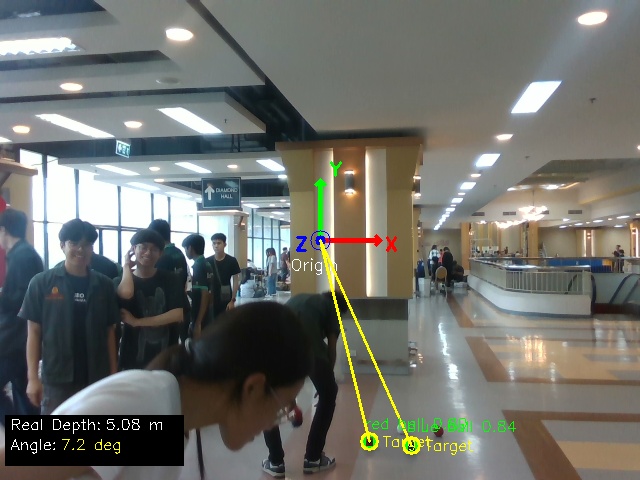 DIAMOND
HALL
Y
Z
X
Origin
Target
Target
Real Depth: 5.08 m
Angle: 7.2 deg